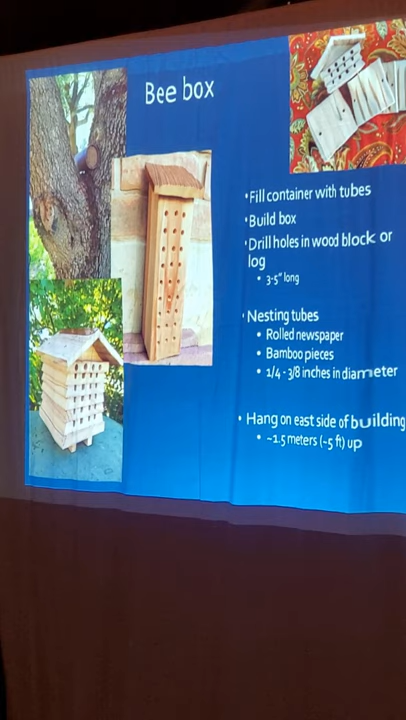 Bee box
•Fill container with tubes
•Build box
•Drill holes in wood block or
log
• 3-5" long
• Nesting tubes
• Rolled newspaper
• Bamboo pieces
• 1/4 - 3/8 inches in diameter
• Hang on east side of building
• ~1.5 meters (~5 ft) up